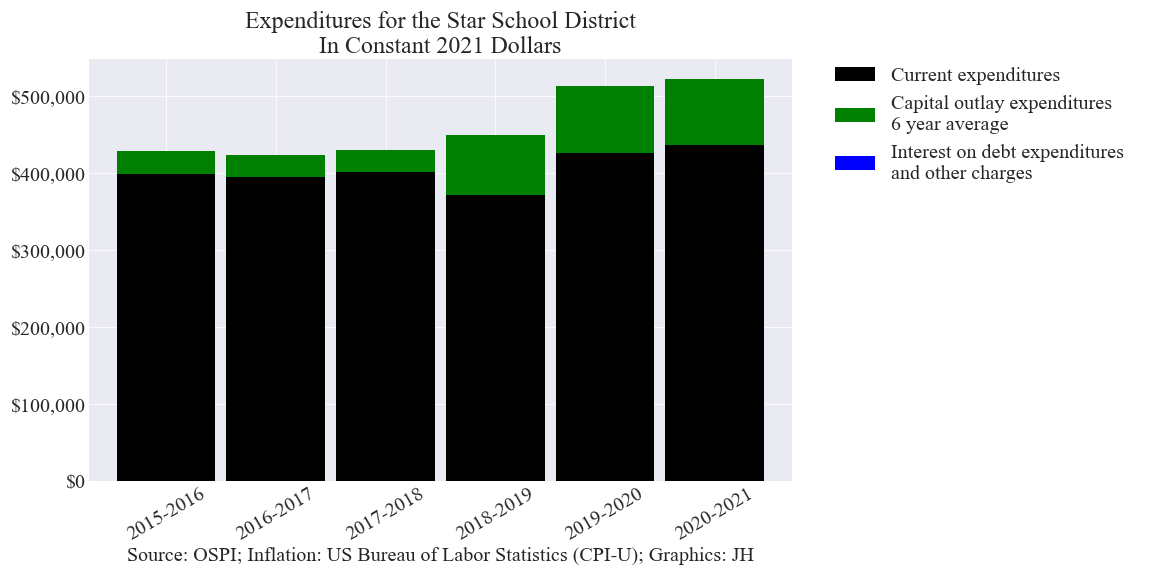 Expenditures for the Star School District
In Constant 2021 Dollars
$500,000
$400,000
$300,000
$200,000
$100,000
$0
2015-2016
2016-2017
2017-2018
2018-2019
2019-2020
2020-2021
Source: OSPI; Inflation: US Bureau of Labor Statistics (CPI-U); Graphics: JH
Current expenditures
Capital outlay expenditures
6 year average
Interest on debt expenditures
and other charges